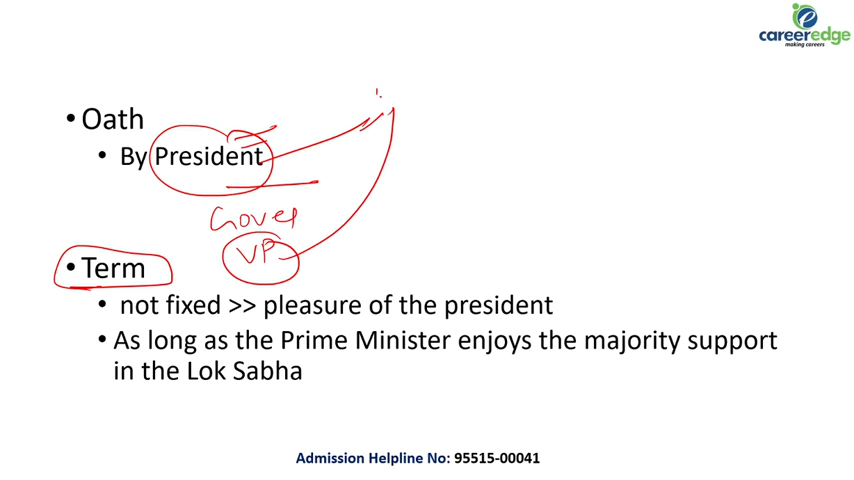 careeredge
making careers
• Oath
• By President
Gover
VP
• Term
• not fixed >> pleasure of the president
• As long as the Prime Minister enjoys the majority support
in the Lok Sabha
Admission Helpline No: 95515-00041